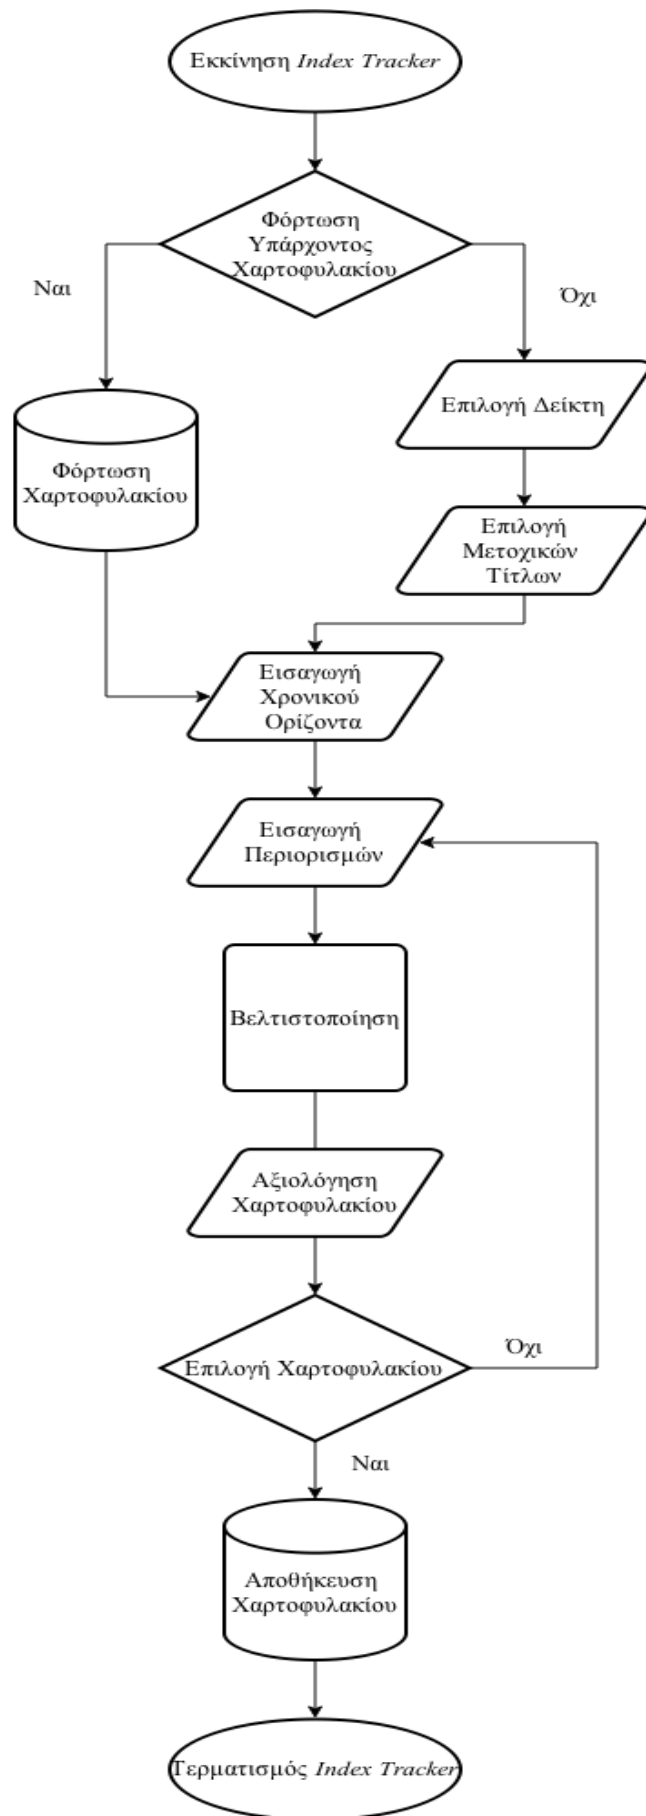 Εκκίνηση Index Tracker
Φόρτωση
Υπάρχοντος
Χαρτοφυλακίου
Ναι
Όχι
Επιλογή Δείκτη
Φόρτωση
Χαρτοφυλακίου
Επιλογή
Μετοχικών
Τίτλων
Εισαγωγή
Χρονικού
Ορίζοντα
Εισαγωγή
Περιορισμών
Βελτιστοποίηση
Αξιολόγηση
Χαρτοφυλακίου
Επιλογή Χαρτοφυλακίου
Όχι
Ναι
Αποθήκευση
Χαρτοφυλακίου
Τερματισμός Index Tracker